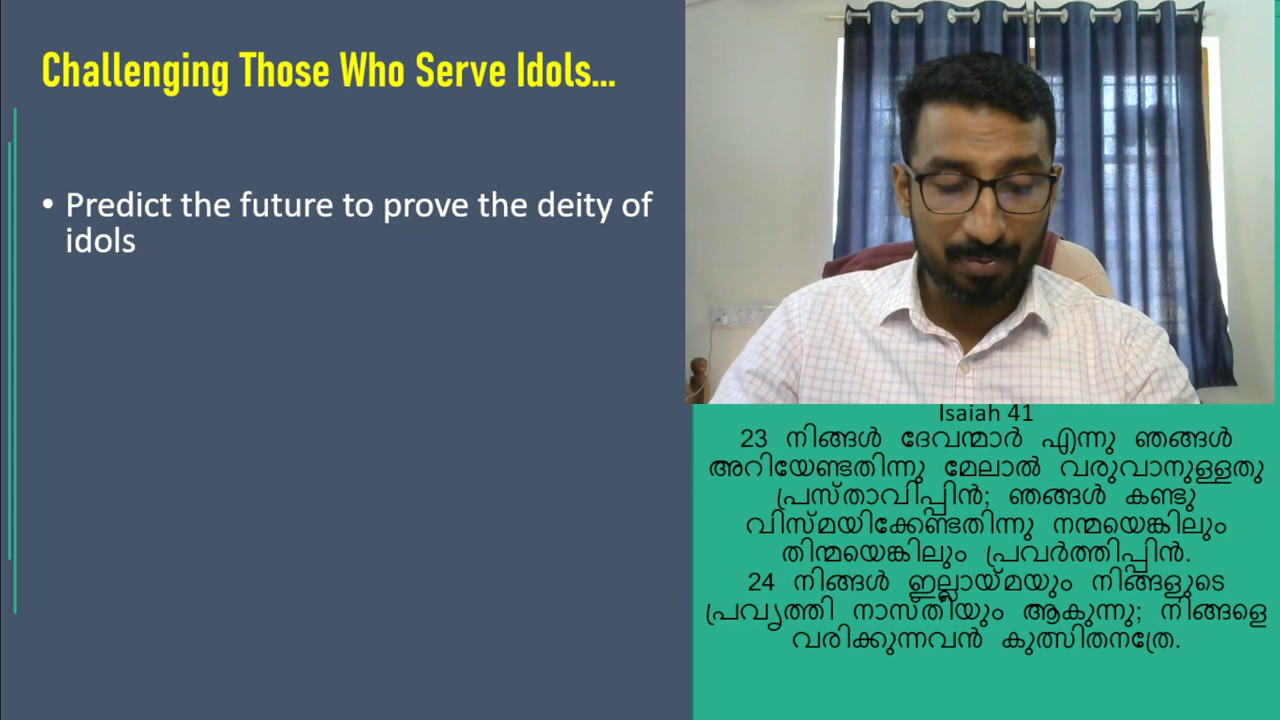 Challenging Those Who Serve Idols...
• Predict the future to prove the deity of
idols
Isaiah 41
23 നിങ്ങൾ ദേവന്മാർ എന്നു ഞങ്ങൾ
അറിയേണ്ടതിന്നു മേലാൽ വരുവാനുള്ളതു
പ്രസ്താവിപ്പിൻ; ഞങ്ങൾ കണ്ടു
വിസ്മയിക്കേണ്ടതിന്നു നന്മയെങ്കിലും
തിന്മയെങ്കിലും പ്രവർത്തിപ്പിൻ.
24 നിങ്ങൾ ഇല്ലായ്മയും നിങ്ങളുടെ
പ്രവൃത്തി നാസ്തിയും ആകുന്നു; നിങ്ങളെ
വരിക്കുന്നവൻ കുത്സിതനത്രേ.